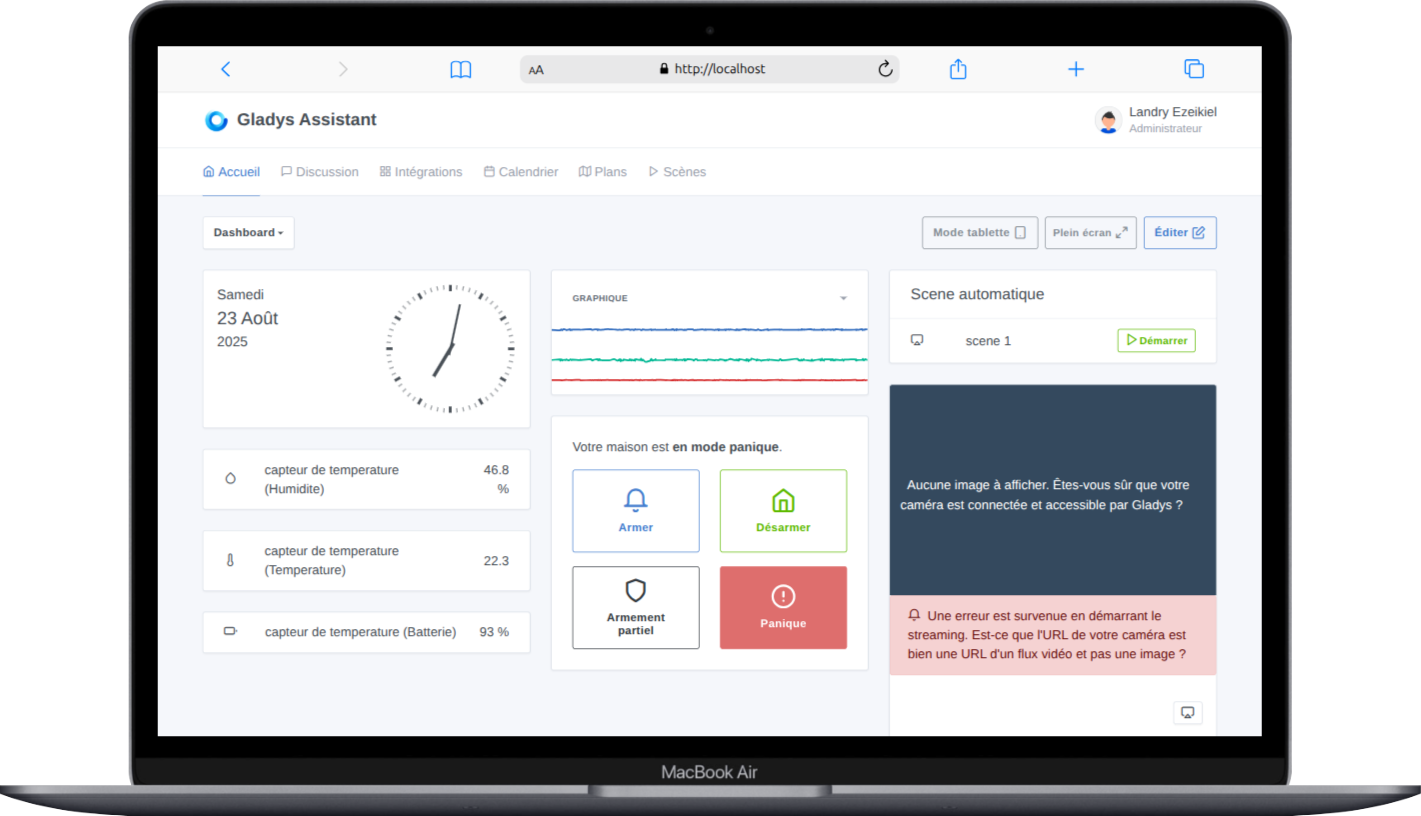 AA
http://localhost
Gladys Assistant
Landry Ezeikiel
Administrateur
Accueil
Discussion
Intégrations
Calendrier
Plans
Scènes
Dashboard
Mode tablette
Plein écran
Éditer
Samedi
23 Août
2025
capteur de temperature
(Humidite)
46.8
%
capteur de temperature
(Temperature)
22.3
capteur de temperature (Batterie)
93 %
GRAPHIQUE
Votre maison est en mode panique.
Armer
Désarmer
Armement
partiel
Panique
Scene automatique
scene 1
Démarrer
Aucune image à afficher. Êtes-vous sûr que votre
caméra est connectée et accessible par Gladys ?
Une erreur est survenue en démarrant le
streaming. Est-ce que l'URL de votre caméra est
bien une URL d'un flux vidéo et pas une image ?
MacBook Air